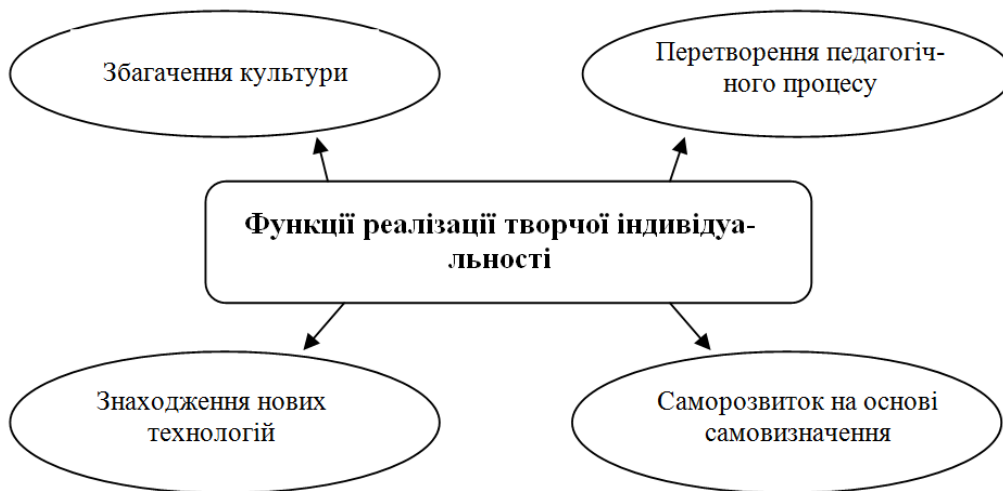 Збагачення культури
Перетворення педагогіч-
ного процесу
Функції реалізації творчої індивідуа-
льності
Знаходження нових
технологій
Саморозвиток на основі
самовизначення